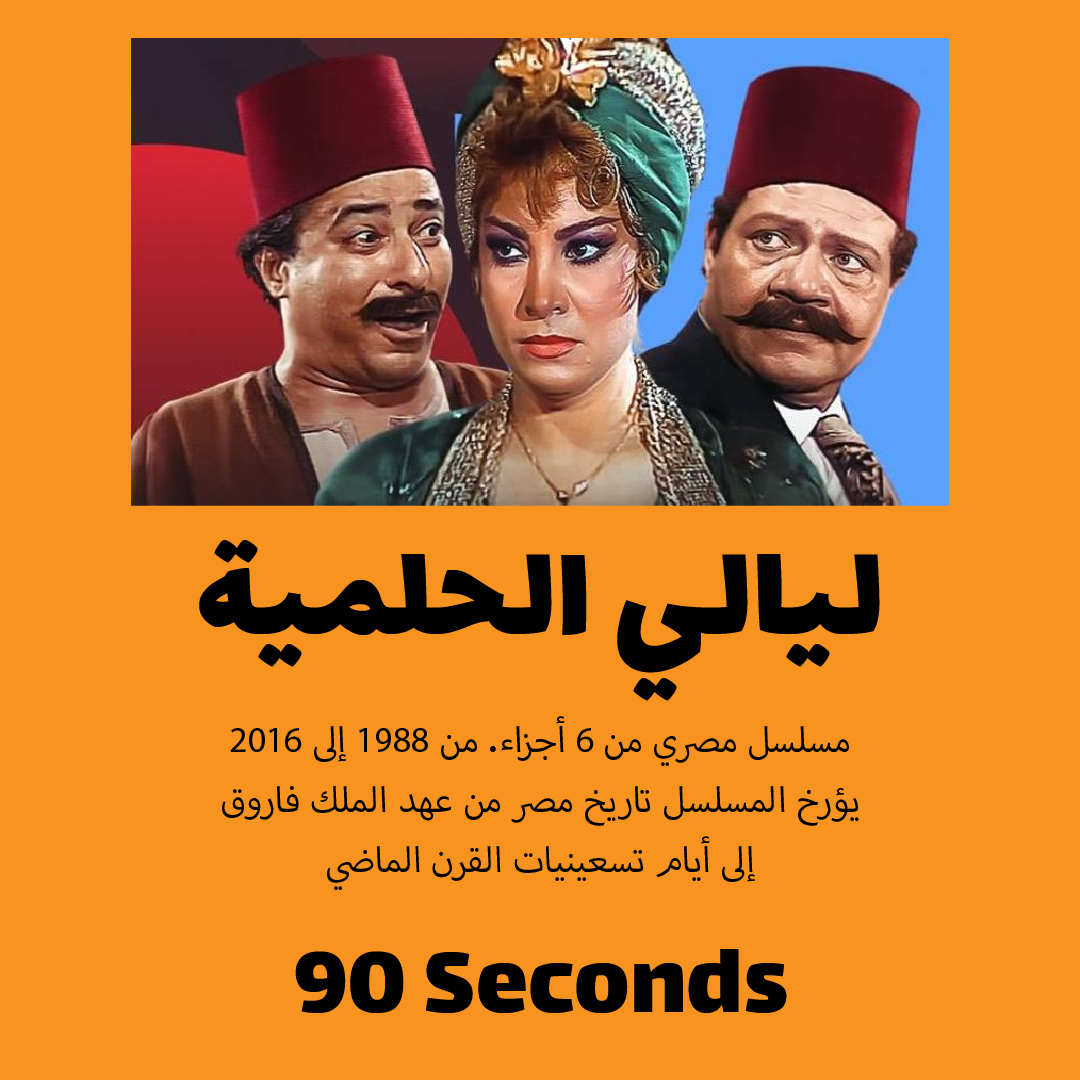 ليالي الحلمية
مسلسل مصري من 6 أجزاء. من 1988 إلى 2016
يؤرخ المسلسل تاريخ مصر من عهد الملك فاروق
إلى أيام تسعينيات القرن الماضي
90 Seconds